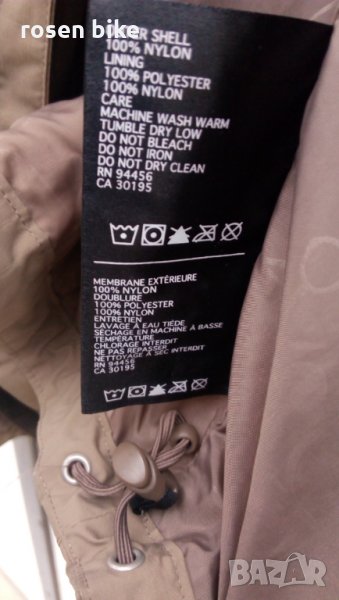 rosen bike
ER SHELL
100% NYLON
LINING
100% POLYESTER
100% NYLON
CARE
MACHINE WASH WARM
TUMBLE DRY LOW
DO NOT BLEACH
DO NOT IRON
DO NOT DRY CLEAN
RN 94456
CA 30195
MEMBRANE EXTÉRIEURE
100% NYLON
DOUBLURE
100% POLYESTER
100% NYLON
ENTRETIEN
LAVAGE À EAU TIÉDE
SÉCHAGE EN MACHINE À BASSE
TEMPÉRATURE
CHLORAGE INTERDIT
NE PAS REPASSER
NETTOYAGE À SEC INTERDIT
RN 94456
CA 30195
BAZAR